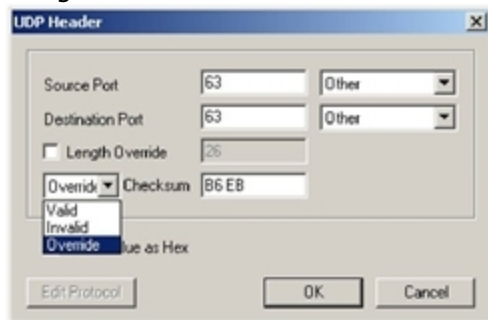 UDP Header
Source Port 63 Other
Destination Port 63 Other
Length Override 26
Override Checksum B6 EB
Valid
Invalid
Override lue as Hex
Edit Protocol OK Cancel